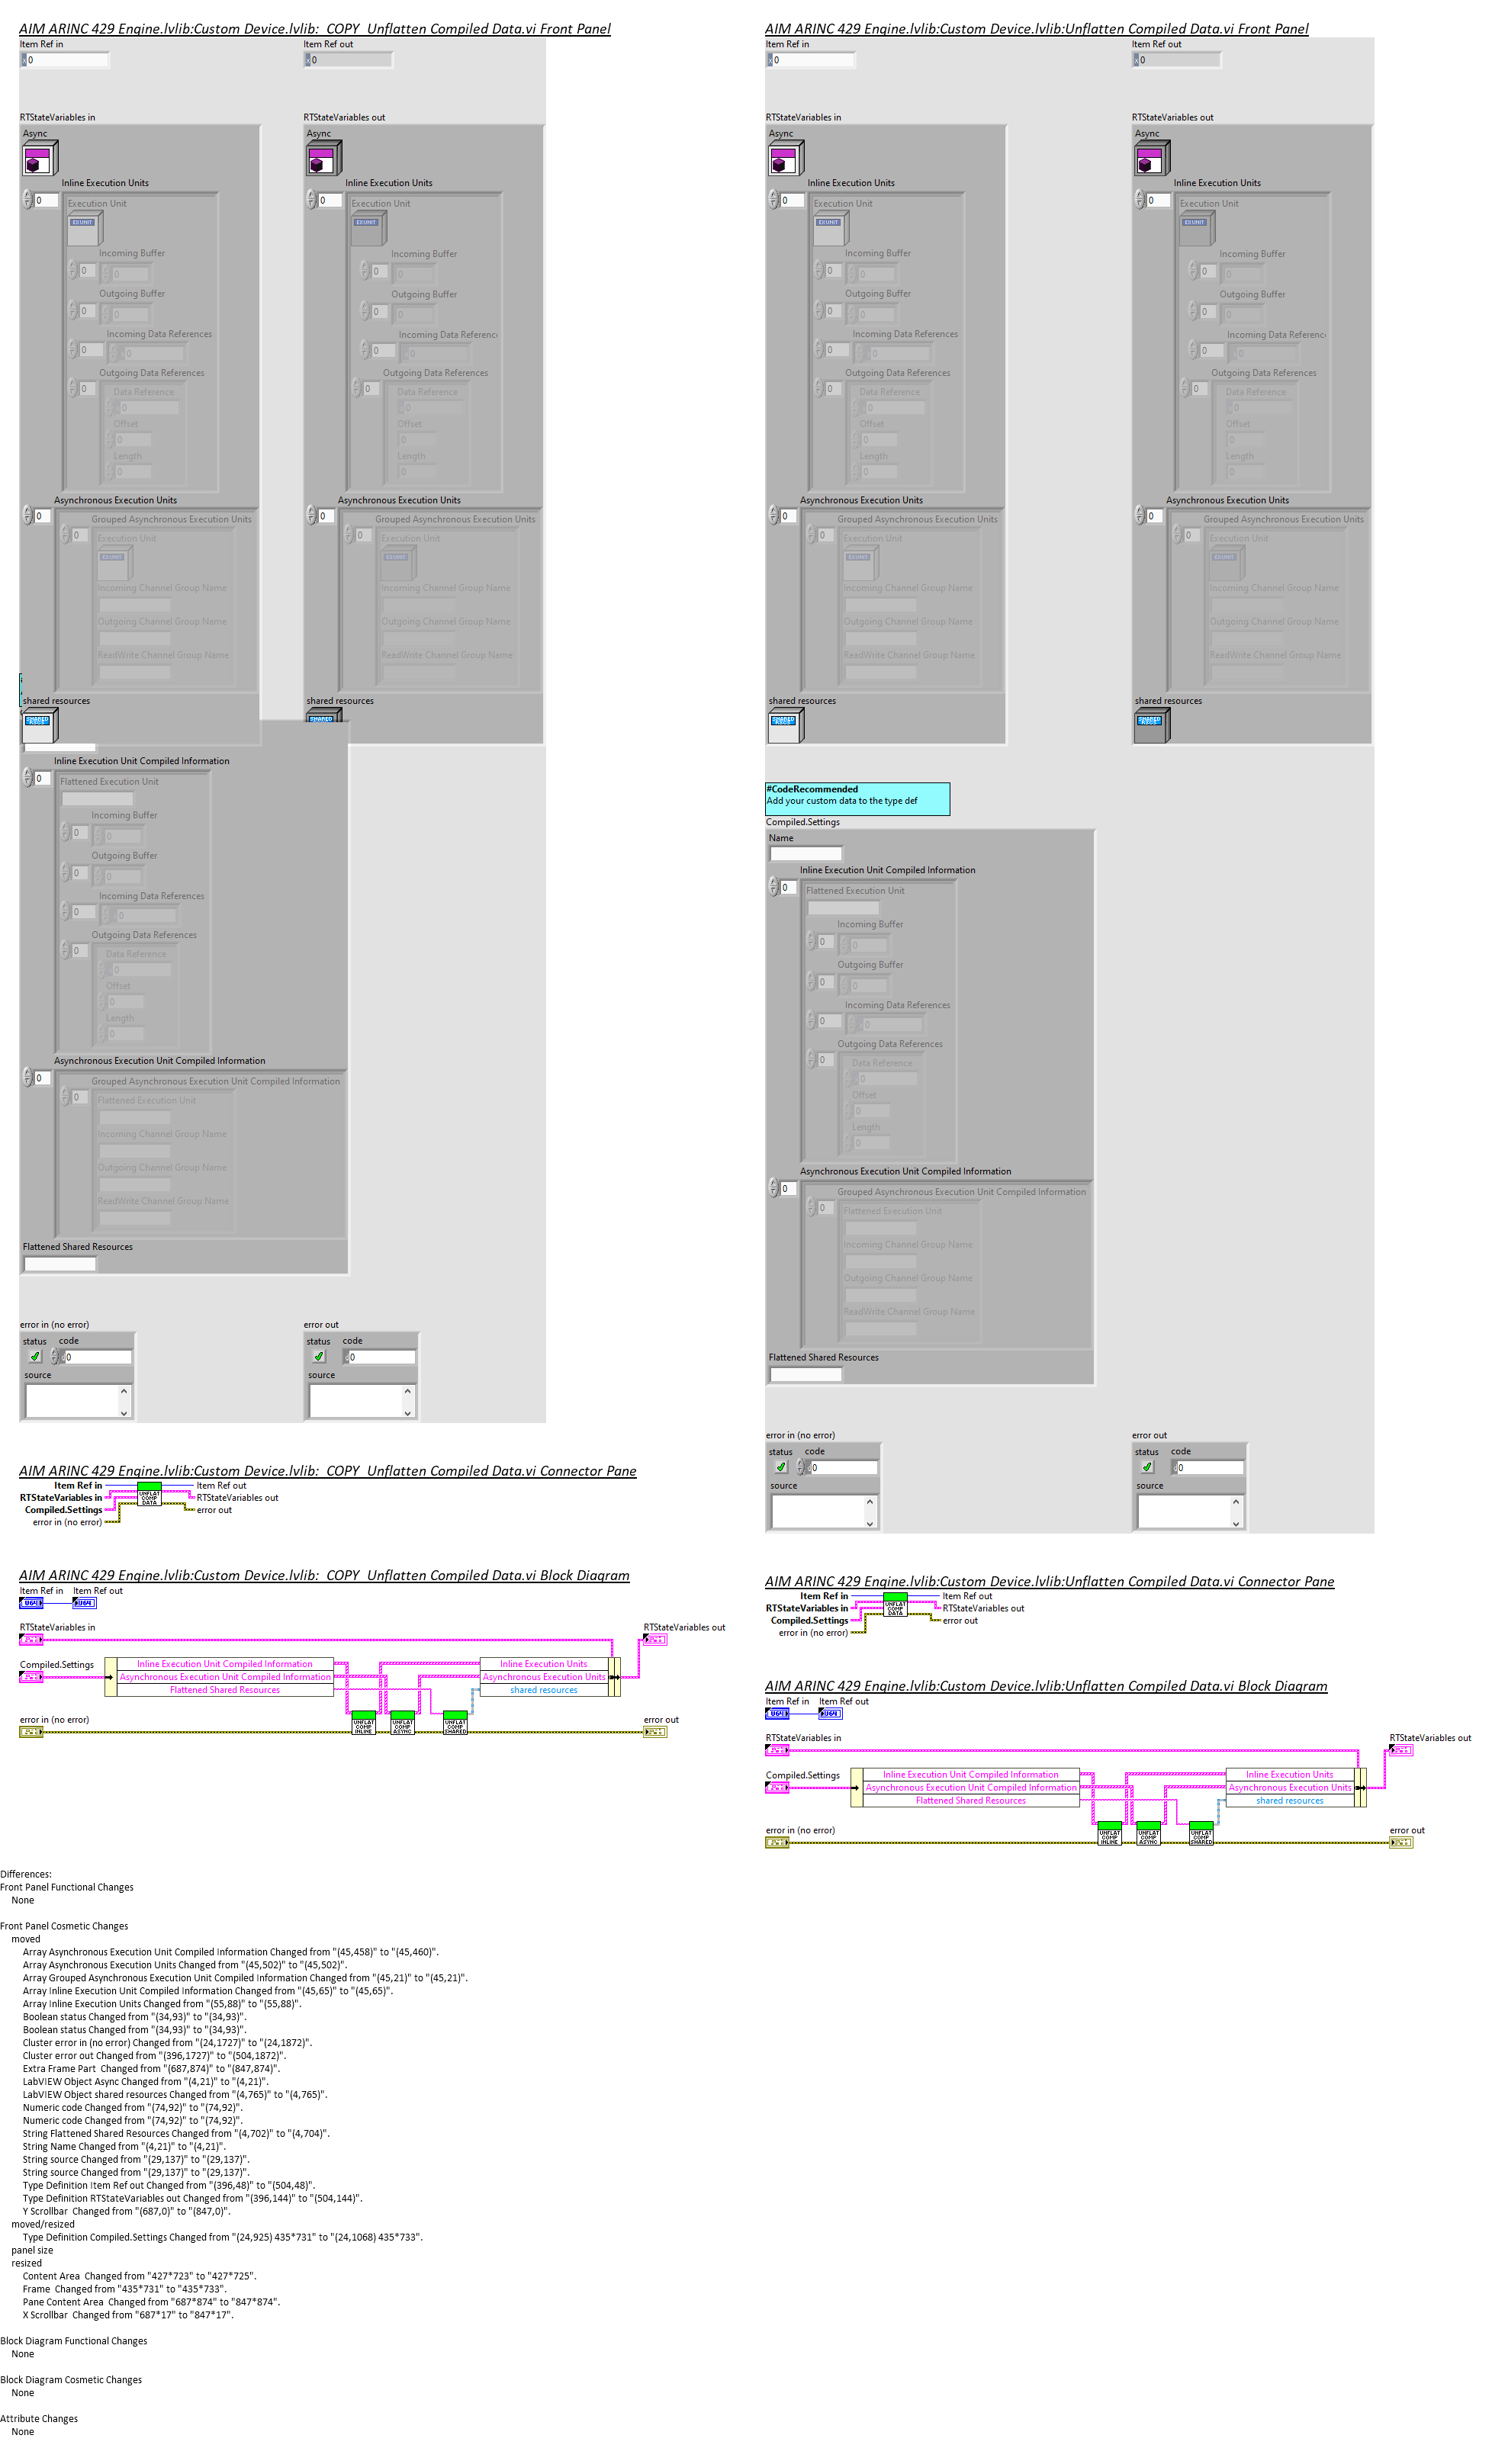 AIM ARINC 429 Engine.lvlib:Custom Device.lvlib:  COPY  Unflatten Compiled Data.vi Front Panel
Item Ref in
Item Ref out
0
0
RTStateVariables in
RTStateVariables out
Async
Async
Inline Execution Units
Inline Execution Units
0
0
Execution Unit
Execution Unit
EXUNIT
EXUNIT
Incoming Buffer
Incoming Buffer
0
0
0
0
Outgoing Buffer
Outgoing Buffer
0
0
0
0
Incoming Data References
Incoming Data Reference
0
0
0
0
Outgoing Data References
Outgoing Data References
0
0
Data Reference
Data Reference
0
0
Offset
Offset
0
0
Length
Length
0
0
Asynchronous Execution Units
Asynchronous Execution Units
0
0
Grouped Asynchronous Execution Units
Grouped Asynchronous Execution Units
0
0
Execution Unit
Execution Unit
EXUNIT
EXUNIT
Incoming Channel Group Name
Incoming Channel Group Name
Outgoing Channel Group Name
Outgoing Channel Group Name
ReadWrite Channel Group Name
ReadWrite Channel Group Name
shared resources
shared resources
SHARED
SHARED
Inline Execution Unit Compiled Information
0
Flattened Execution Unit
Incoming Buffer
0
0
Outgoing Buffer
0
0
Incoming Data References
0
0
Outgoing Data References
0
Data Reference
0
Offset
0
Length
0
Asynchronous Execution Unit Compiled Information
0
Grouped Asynchronous Execution Unit Compiled Information
0
Flattened Execution Unit
Incoming Channel Group Name
Outgoing Channel Group Name
ReadWrite Channel Group Name
Flattened Shared Resources
error in (no error)
error out
status code
status code
0
0
source
source
AIM ARINC 429 Engine.lvlib:Custom Device.lvlib:  COPY  Unflatten Compiled Data.vi Connector Pane
Item Ref in
Item Ref out
RTStateVariables in
RTStateVariables out
Compiled.Settings
error out
error in (no error)
UNFLAT
COMP
DATA
AIM ARINC 429 Engine.lvlib:Custom Device.lvlib:  COPY  Unflatten Compiled Data.vi Block Diagram
Item Ref in
Item Ref out
U64
U64
RTStateVariables in
RTStateVariables out
Compiled.Settings
Inline Execution Unit Compiled Information
Inline Execution Units
Asynchronous Execution Unit Compiled Information
Asynchronous Execution Units
Flattened Shared Resources
shared resources
error in (no error)
error out
UNFLAT
COMP
INLINE
UNFLAT
COMP
ASYNC
UNFLAT
COMP
SHARED
AIM ARINC 429 Engine.lvlib:Custom Device.lvlib:Unflatten Compiled Data.vi Front Panel
Item Ref in
Item Ref out
0
0
RTStateVariables in
RTStateVariables out
Async
Async
Inline Execution Units
Inline Execution Units
0
0
Execution Unit
Execution Unit
EXUNIT
EXUNIT
Incoming Buffer
Incoming Buffer
0
0
0
0
Outgoing Buffer
Outgoing Buffer
0
0
0
0
Incoming Data References
Incoming Data Referenc
0
0
0
0
Outgoing Data References
Outgoing Data References
0
0
Data Reference
Data Reference
0
0
Offset
Offset
0
0
Length
Length
0
0
Asynchronous Execution Units
Asynchronous Execution Units
0
0
Grouped Asynchronous Execution Units
Grouped Asynchronous Execution Units
0
0
Execution Unit
Execution Unit
EXUNIT
EXUNIT
Incoming Channel Group Name
Incoming Channel Group Name
Outgoing Channel Group Name
Outgoing Channel Group Name
ReadWrite Channel Group Name
ReadWrite Channel Group Name
shared resources
shared resources
SHARED
SHARED
#CodeRecommended
Add your custom data to the type def
Compiled.Settings
Name
Inline Execution Unit Compiled Information
0
Flattened Execution Unit
Incoming Buffer
0
0
Outgoing Buffer
0
0
Incoming Data References
0
0
Outgoing Data References
0
Data Reference
0
Offset
0
Length
0
Asynchronous Execution Unit Compiled Information
0
Grouped Asynchronous Execution Unit Compiled Information
0
Flattened Execution Unit
Incoming Channel Group Name
Outgoing Channel Group Name
ReadWrite Channel Group Name
Flattened Shared Resources
error in (no error)
error out
status code
status code
0
0
source
source
AIM ARINC 429 Engine.lvlib:Custom Device.lvlib:Unflatten Compiled Data.vi Connector Pane
Item Ref in
Item Ref out
RTStateVariables in
RTStateVariables out
Compiled.Settings
error out
error in (no error)
UNFLAT
COMP
DATA
AIM ARINC 429 Engine.lvlib:Custom Device.lvlib:Unflatten Compiled Data.vi Block Diagram
Item Ref in
Item Ref out
U64
U64
RTStateVariables in
RTStateVariables out
Compiled.Settings
Inline Execution Unit Compiled Information
Inline Execution Units
Asynchronous Execution Unit Compiled Information
Asynchronous Execution Units
Flattened Shared Resources
shared resources
error in (no error)
error out
UNFLAT
COMP
INLINE
UNFLAT
COMP
ASYNC
UNFLAT
COMP
SHARED
Differences:
Front Panel Functional Changes
None
Front Panel Cosmetic Changes
moved
Array Asynchronous Execution Unit Compiled Information Changed from "(45,458)" to "(45,460)".
Array Asynchronous Execution Units Changed from "(45,502)" to "(45,502)".
Array Grouped Asynchronous Execution Unit Compiled Information Changed from "(45,21)" to "(45,21)".
Array Inline Execution Unit Compiled Information Changed from "(45,65)" to "(45,65)".
Array Inline Execution Units Changed from "(55,88)" to "(55,88)".
Boolean status Changed from "(34,93)" to "(34,93)".
Boolean status Changed from "(34,93)" to "(34,93)".
Cluster error in (no error) Changed from "(24,1727)" to "(24,1872)".
Cluster error out Changed from "(396,1727)" to "(504,1872)".
Extra Frame Part  Changed from "(687,874)" to "(847,874)".
LabVIEW Object Async Changed from "(4,21)" to "(4,21)".
LabVIEW Object shared resources Changed from "(4,765)" to "(4,765)".
Numeric code Changed from "(74,92)" to "(74,92)".
Numeric code Changed from "(74,92)" to "(74,92)".
String Flattened Shared Resources Changed from "(4,702)" to "(4,704)".
String Name Changed from "(4,21)" to "(4,21)".
String source Changed from "(29,137)" to "(29,137)".
String source Changed from "(29,137)" to "(29,137)".
Type Definition Item Ref out Changed from "(396,48)" to "(504,48)".
Type Definition RTStateVariables out Changed from "(396,144)" to "(504,144)".
Y Scrollbar  Changed from "(687,0)" to "(847,0)".
moved/resized
Type Definition Compiled.Settings Changed from "(24,925) 435*731" to "(24,1068) 435*733".
panel size
resized
Content Area  Changed from "427*723" to "427*725".
Frame  Changed from "435*731" to "435*733".
Pane Content Area  Changed from "687*874" to "847*874".
X Scrollbar  Changed from "687*17" to "847*17".
Block Diagram Functional Changes
None
Block Diagram Cosmetic Changes
None
Attribute Changes
None